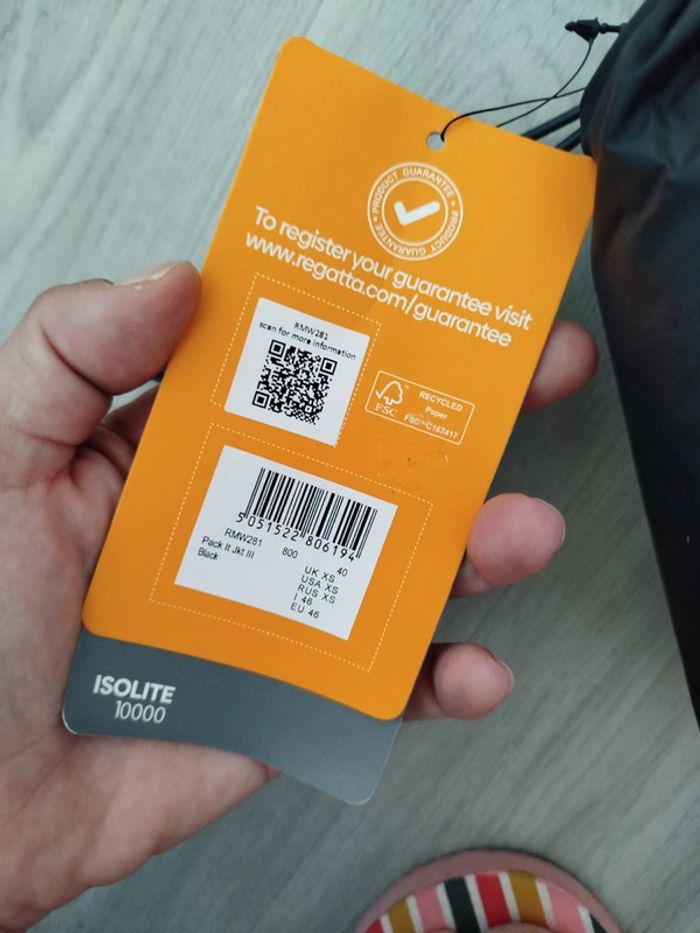 PRODUCT GUARANTEE • PRODUCT GUARANTEE •
To register your guarantee visit
www.regatta.com/guarantee
RMW281
scan for more information
FSC
RECYCLED
Paper
FSC® C163417
5 051522 806194
RMW281 800 40
Pack It Jkt III
Black
UK XS
USA XS
RUS XS
I 46
EU 46
ISOLITE
10000